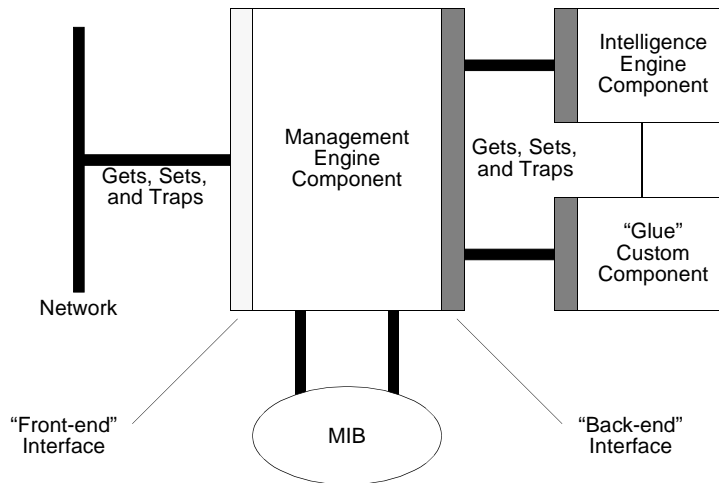 Intelligence
Engine
Component
Management
Engine
Component
Gets, Sets,
and Traps
Gets, Sets,
and Traps
“Glue”
Custom
Component
Network
“Front-end”
Interface
MIB
“Back-end”
Interface